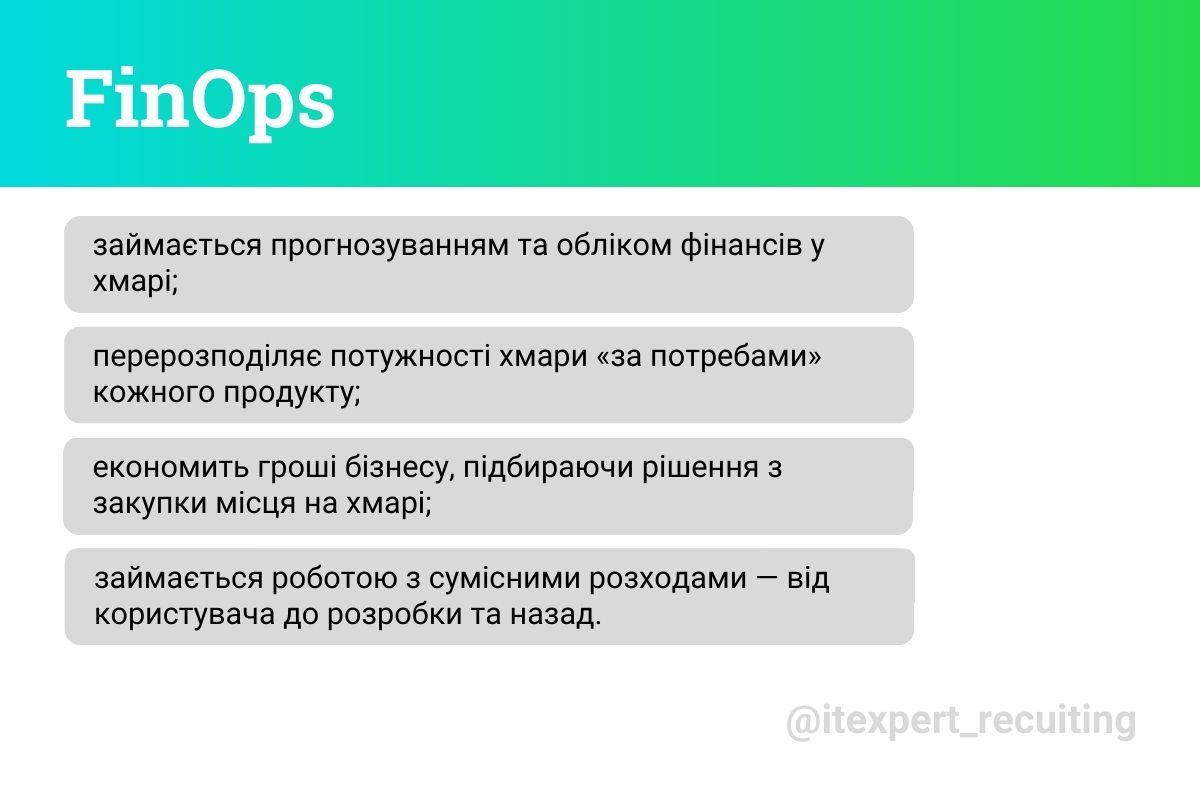 FinOps
займається прогнозуванням та обліком фінансів у
хмарі;
перерозподіляє потужності хмари «за потребами»
кожного продукту;
економить гроші бізнесу, підбираючи рішення з
закупки місця на хмарі;
займається роботою з сумісними розходами — від
користувача до розробки та назад.
@itexpert_recuiting